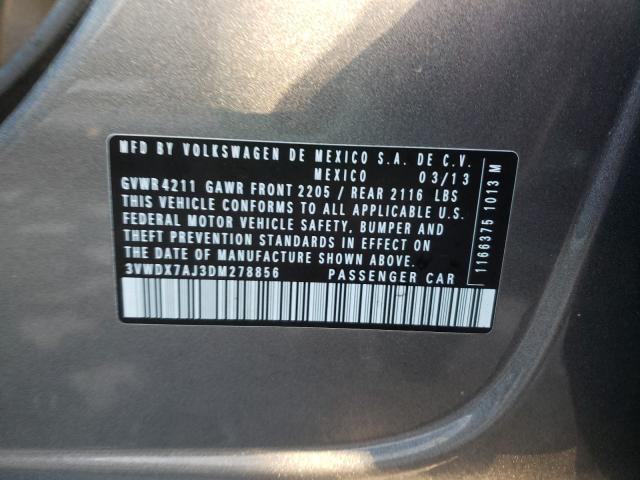 MFD BY VOLKSWAGEN DE MEXICO S.A. DE C.V.
MEXICO 03/13
GVWR 4211 GAWR FRONT 2205 / REAR 2116 LBS
THIS VEHICLE CONFORMS TO ALL APPLICABLE U.S.
FEDERAL MOTOR VEHICLE SAFETY, BUMPER AND
THEFT PREVENTION STANDARDS IN EFFECT ON
THE DATE OF MANUFACTURE SHOWN ABOVE.
3VWDX7AJ3DM278856 PASSENGER CAR
1166375 1013 M